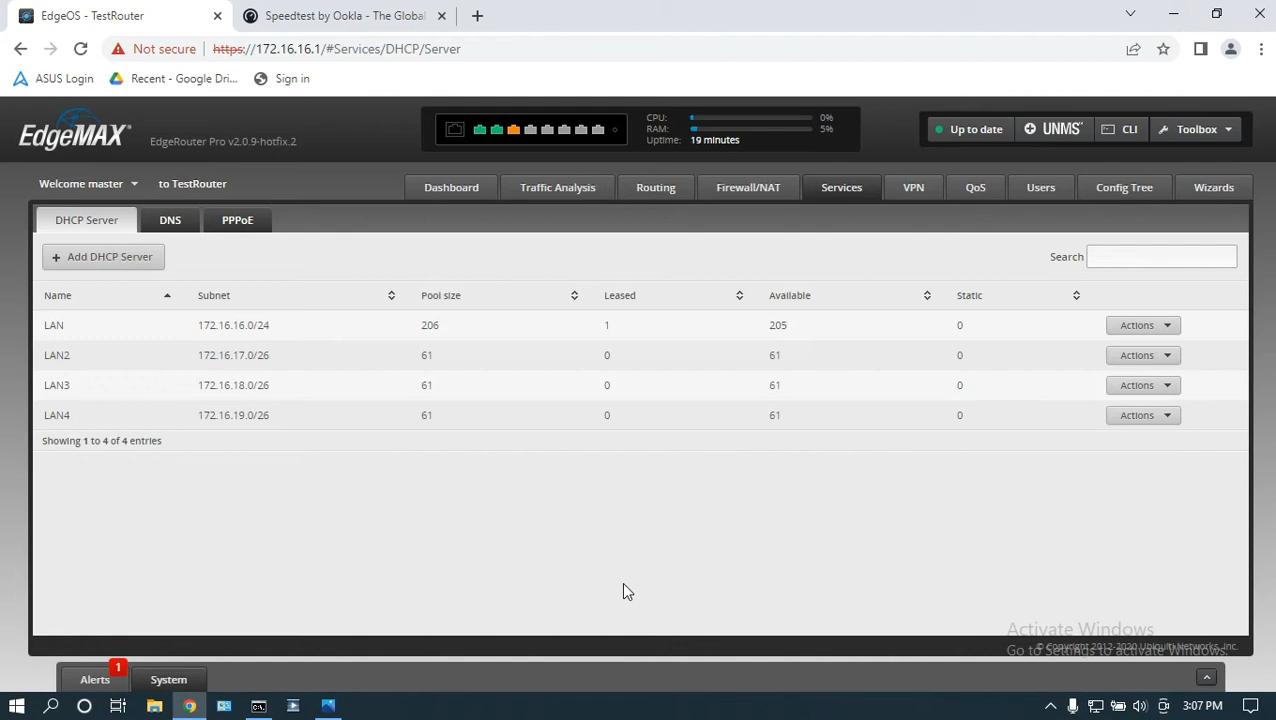 EdgeOS - TestRouter
Speedtest by Ookla - The Global
Not secure
https://172.16.16.1/#Services/DHCP/Server
ASUS Login
Recent - Google Driv...
Sign in
EdgeMAX
EdgeRouter Pro v2.0.9-hotfix.2
CPU: 0%
RAM: 5%
Uptime: 19 minutes
Up to date
UNMS
CLI
Toolbox
Welcome master
to TestRouter
Dashboard
Traffic Analysis
Routing
Firewall/NAT
Services
VPN
QoS
Users
Config Tree
Wizards
DHCP Server
DNS
PPPoE
+ Add DHCP Server
Search
Name Subnet Pool size Leased Available Static
LAN 172.16.16.0/24 206 1 205 0 Actions
LAN2 172.16.17.0/26 61 0 61 0 Actions
LAN3 172.16.18.0/26 61 0 61 0 Actions
LAN4 172.16.19.0/26 61 0 61 0 Actions
Showing 1 to 4 of 4 entries
Activate Windows
Go to Settings to activate Windows.
© Copyright 2012-2020 Ubiquiti Networks, Inc.
Alerts
1
System
3:07 PM